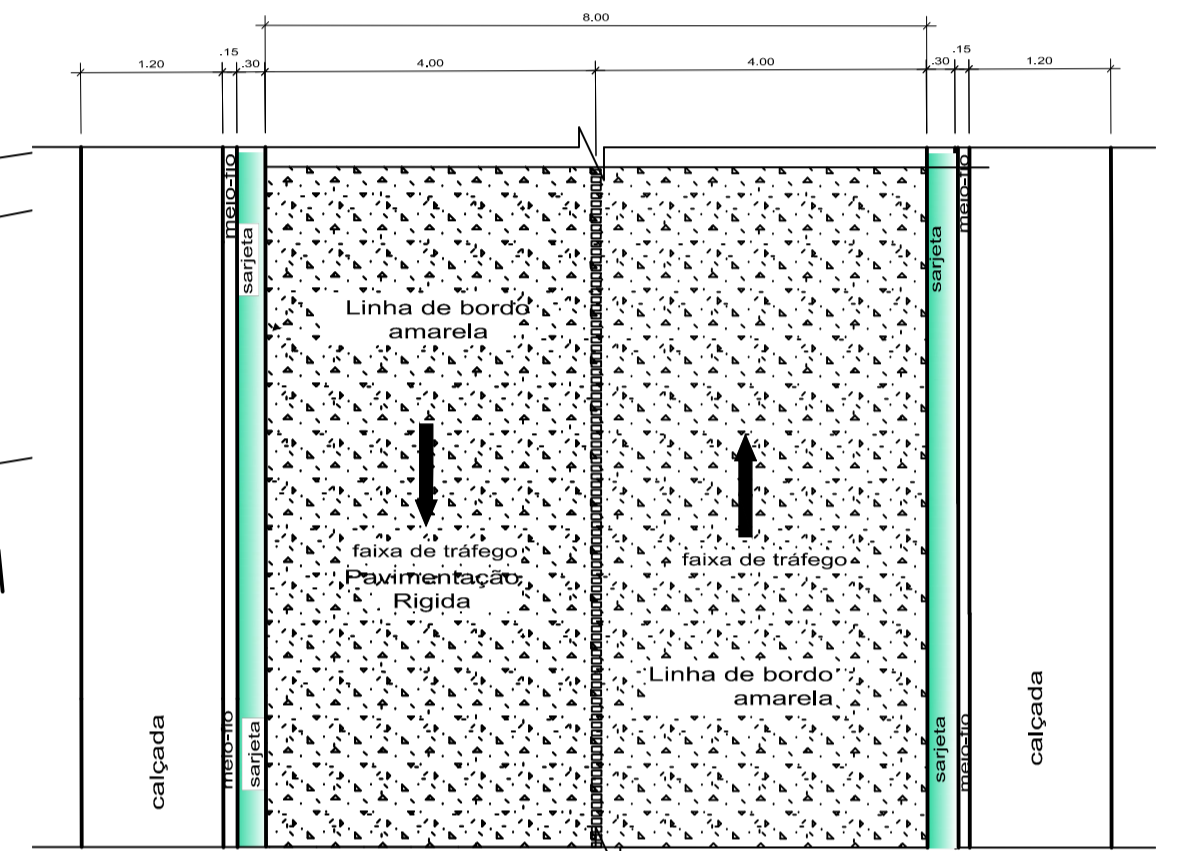 8.00
1.20
.15
.30
4.00
4.00
.30
.15
1.20
meio-fio
sarjeta
sarjeta
meio-fio
Linha de bordo
amarela
faixa de tráfego
Pavimentação
Rigida
faixa de tráfego
Linha de bordo
amarela
calçada
meio-fio
sarjeta
sarjeta
meio-fio
calçada